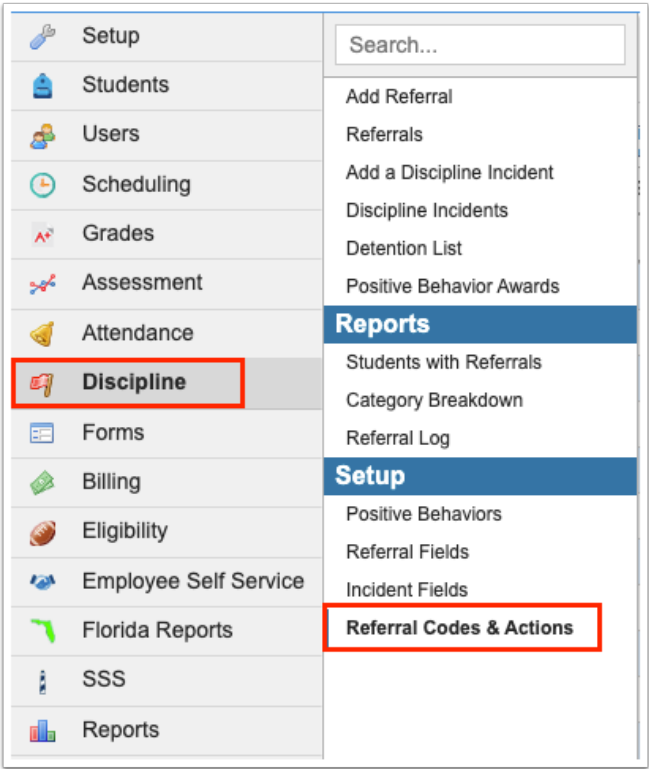 Setup
Students
Users
Scheduling
Grades
Assessment
Attendance
Discipline
Forms
Billing
Eligibility
Employee Self Service
Florida Reports
SSS
Reports
Search...
Add Referral
Referrals
Add a Discipline Incident
Discipline Incidents
Detention List
Positive Behavior Awards
Reports
Students with Referrals
Category Breakdown
Referral Log
Setup
Positive Behaviors
Referral Fields
Incident Fields
Referral Codes & Actions